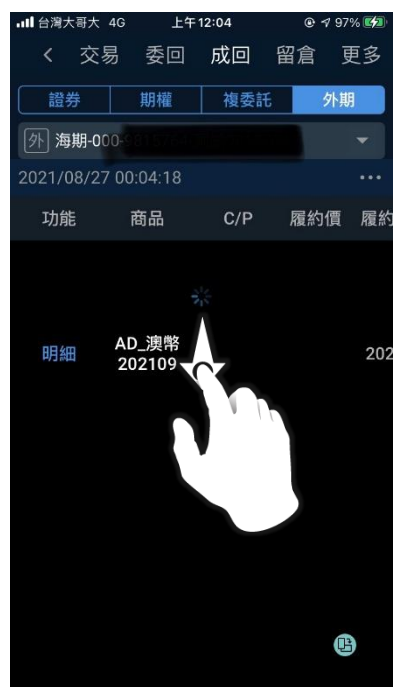 台灣大哥大 4G 上午12:04 97%
交易 委回 成回 留倉 更多
證券 期權 複委託 外期
外 海期-000-
2021/08/27 00:04:18
功能 商品 C/P 履約價 履約
明細 AD_澳幣 202
202109